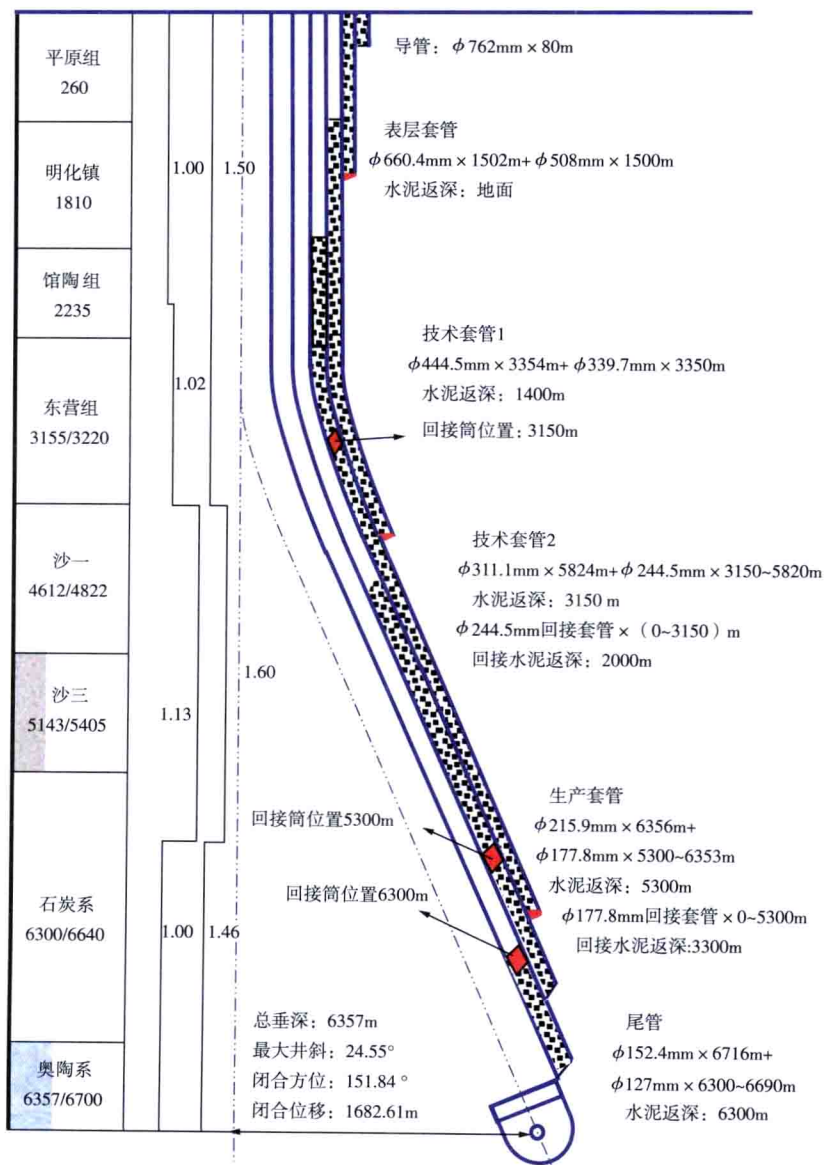 平原组
260
明化镇
1810
馆陶组
2235
东营组
3155/3220
沙一
4612/4822
沙三
5143/5405
石炭系
6300/6640
奥陶系
6357/6700
1.00
1.50
1.02
1.60
1.13
1.00
1.46
导管：ϕ762mm × 80m
表层套管
ϕ660.4mm × 1502m+ ϕ508mm × 1500m
水泥返深：地面
技术套管1
ϕ444.5mm × 3354m+ ϕ339.7mm × 3350m
水泥返深：1400m
回接筒位置：3150m
技术套管2
ϕ311.1mm × 5824m+ ϕ244.5mm × 3150~5820m
水泥返深：3150 m
ϕ244.5mm回接套管 ×（0~3150）m
回接水泥返深：2000m
回接筒位置5300m
生产套管
ϕ215.9mm × 6356m+
ϕ177.8mm × 5300~6353m
水泥返深：5300m
ϕ177.8mm回接套管 × 0~5300m
回接水泥返深:3300m
回接筒位置6300m
总垂深：6357m
最大井斜：24.55°
闭合方位：151.84 °
闭合位移：1682.61m
尾管
ϕ152.4mm × 6716m+
ϕ127mm × 6300~6690m
水泥返深：6300m